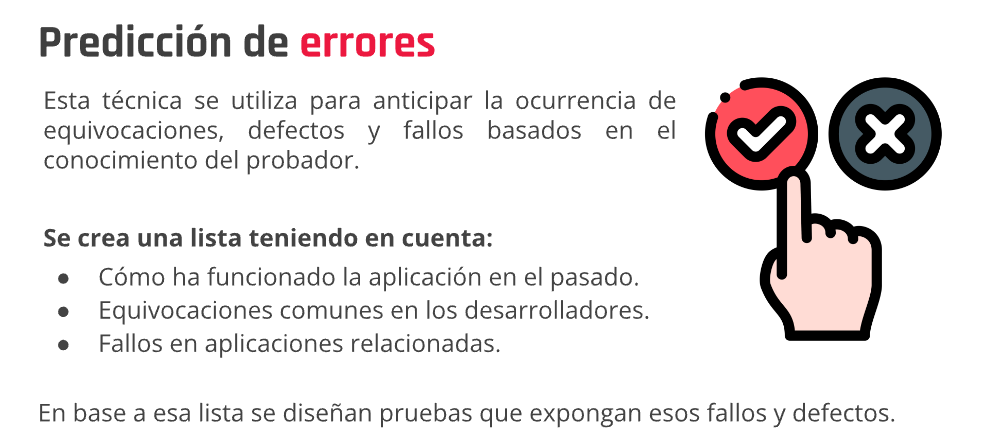 Predicción de errores
Esta técnica se utiliza para anticipar la ocurrencia de
equivocaciones, defectos y fallos basados en el
conocimiento del probador.
Se crea una lista teniendo en cuenta:
● Cómo ha funcionado la aplicación en el pasado.
● Equivocaciones comunes en los desarrolladores.
● Fallos en aplicaciones relacionadas.
En base a esa lista se diseñan pruebas que expongan esos fallos y defectos.